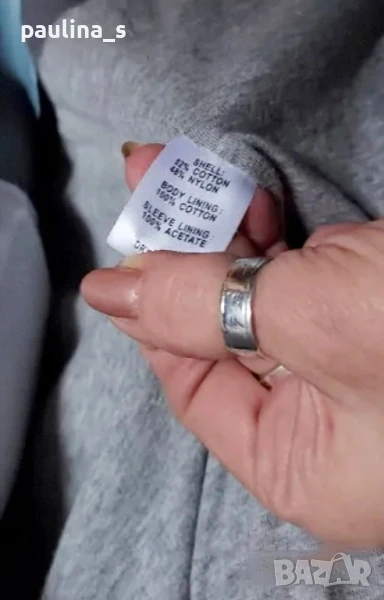 paulina_s
SHELL:
52% COTTON
48% NYLON
BODY LINING:
100% COTTON
SLEEVE LINING:
100% ACETATE
BAZAR